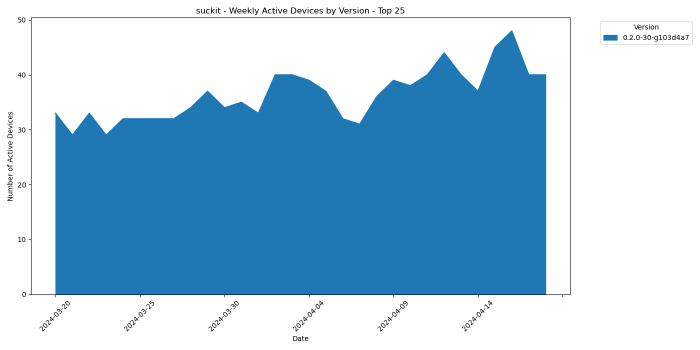 suckit - Weekly Active Devices by Version - Top 25
Version
0.2.0-30-g103d4a7
Number of Active Devices
50
40
30
20
10
0
2024-03-20
2024-03-25
2024-03-30
2024-04-04
2024-04-09
2024-04-14
Date